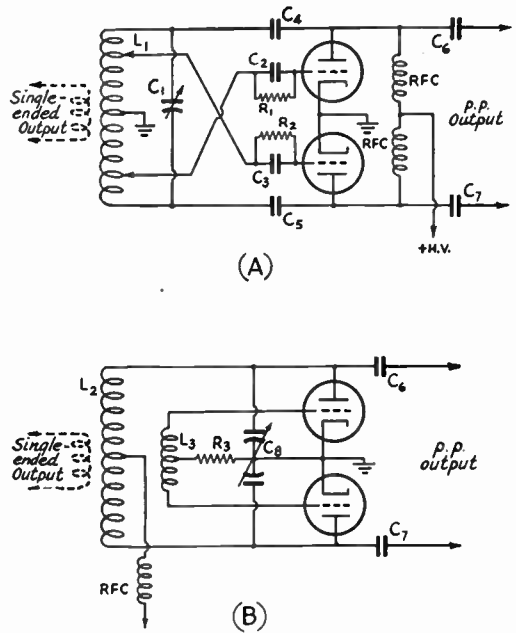 C4
C6
L1
C2
C1
R1
RFC
Single-
ended
Output
R2
P.P.
Output
C3
RFC
C7
C5
+H.V.
(A)
C6
L2
L3
R3
C8
Single-
ended
Output
P.P.
output
C7
RFC
(B)